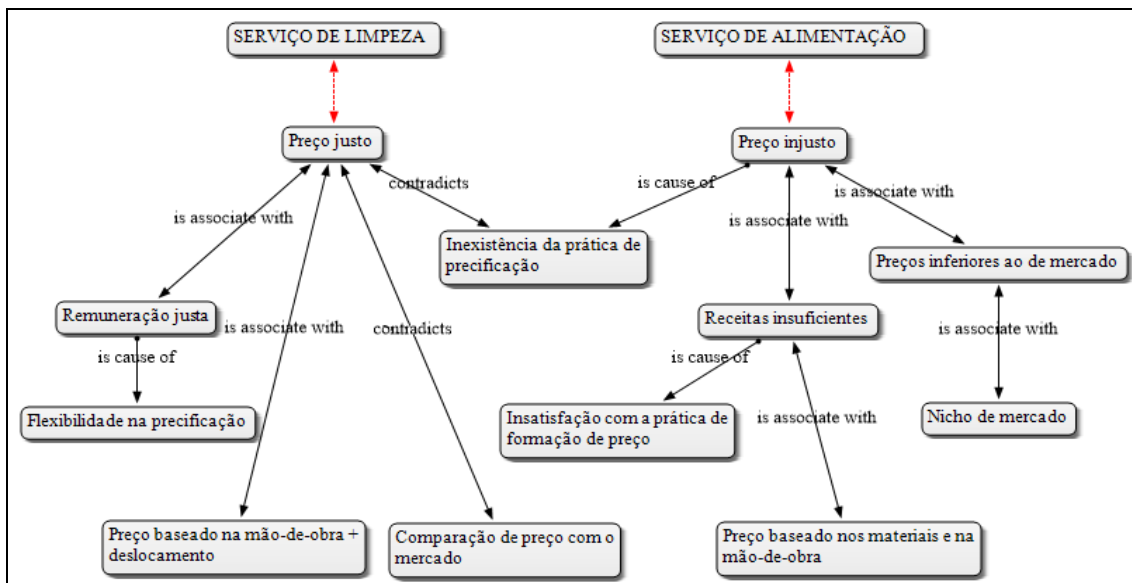 SERVIÇO DE LIMPEZA
SERVIÇO DE ALIMENTAÇÃO
Preço justo
Preço injusto
contradicts
is cause of
is associate with
is associate with
is associate with
Inexistência da prática de
precificação
Preços inferiores ao de mercado
Remuneração justa
is associate with
contradicts
Receitas insuficientes
is associate with
is cause of
is cause of
Flexibilidade na precificação
Insatisfação com a prática de
formação de preço
is associate with
Nicho de mercado
Preço baseado na mão-de-obra +
deslocamento
Comparação de preço com o
mercado
Preço baseado nos materiais e na
mão-de-obra